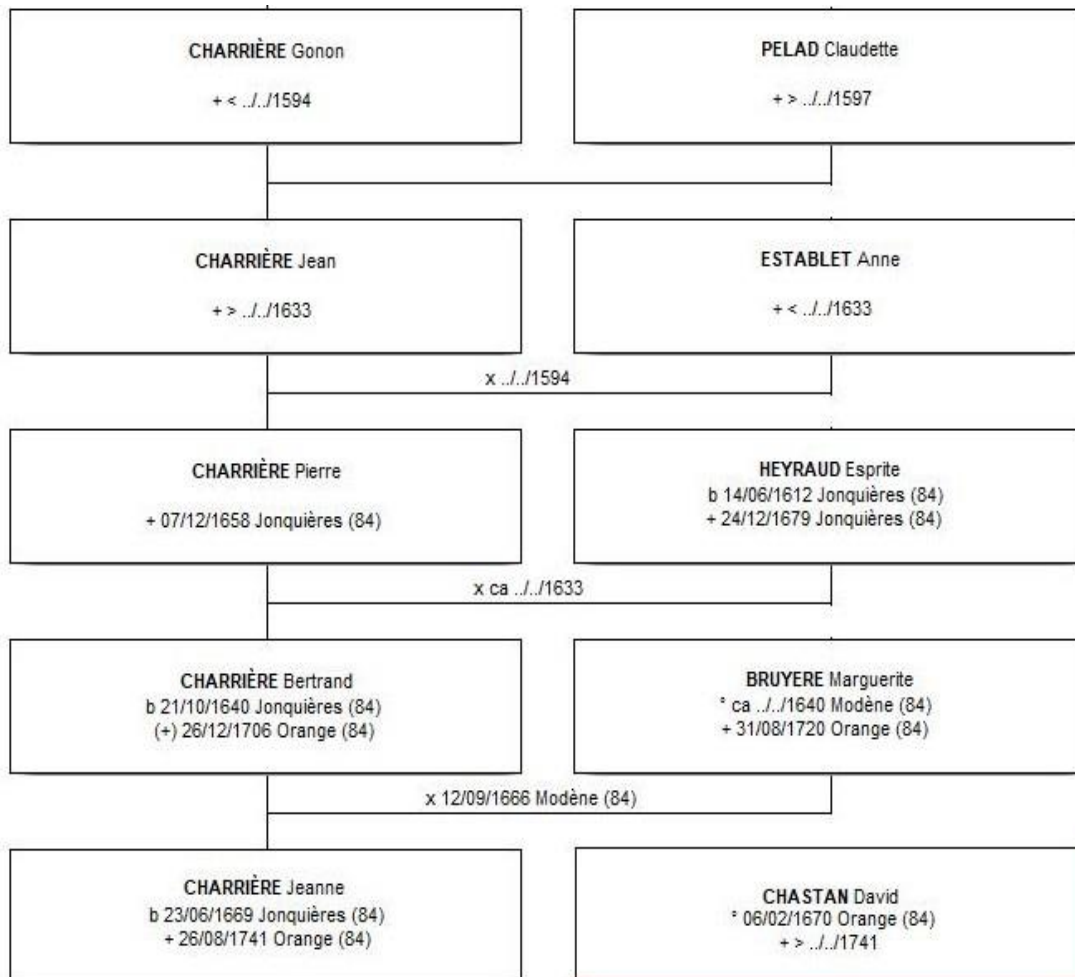 CHARRIÈRE Gonon
+ < ../../1594
PELAD Claudette
+ > ../../1597
CHARRIÈRE Jean
+ > ../../1633
ESTABLET Anne
+ < ../../1633
x ../../1594
CHARRIÈRE Pierre
+ 07/12/1658 Jonquières (84)
HEYRAUD Esprite
b 14/06/1612 Jonquières (84)
+ 24/12/1679 Jonquières (84)
x ca ../../1633
CHARRIÈRE Bertrand
b 21/10/1640 Jonquières (84)
(+) 26/12/1706 Orange (84)
BRUYERE Marguerite
° ca ../../1640 Modène (84)
+ 31/08/1720 Orange (84)
x 12/09/1666 Modène (84)
CHARRIÈRE Jeanne
b 23/06/1669 Jonquières (84)
+ 26/08/1741 Orange (84)
CHASTAN David
° 06/02/1670 Orange (84)
+ > ../../1741